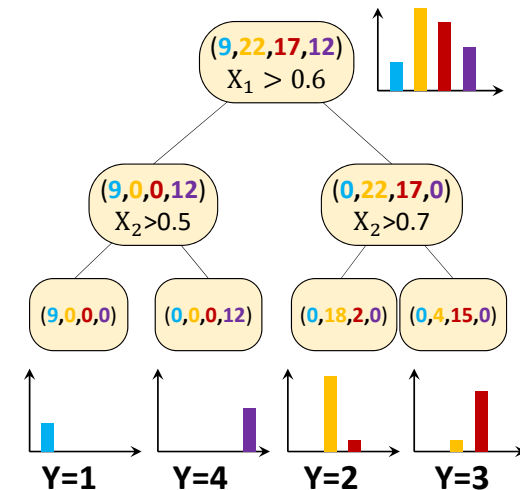 (9,22,17,12)
X₁ > 0.6
(9,0,0,12)
X₂>0.5
(0,22,17,0)
X₂>0.7
(9,0,0,0)
(0,0,0,12)
(0,18,2,0)
(0,4,15,0)
Y=1
Y=4
Y=2
Y=3